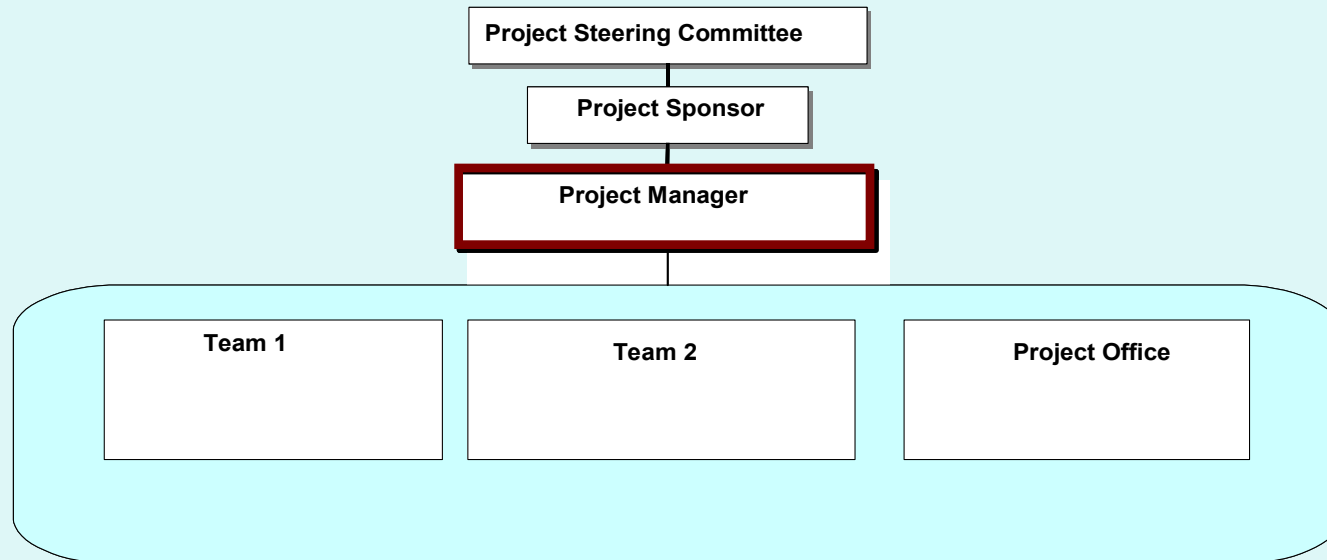 Project Steering Committee
Project Sponsor
Project Manager
Team 1
Team 2
Project Office